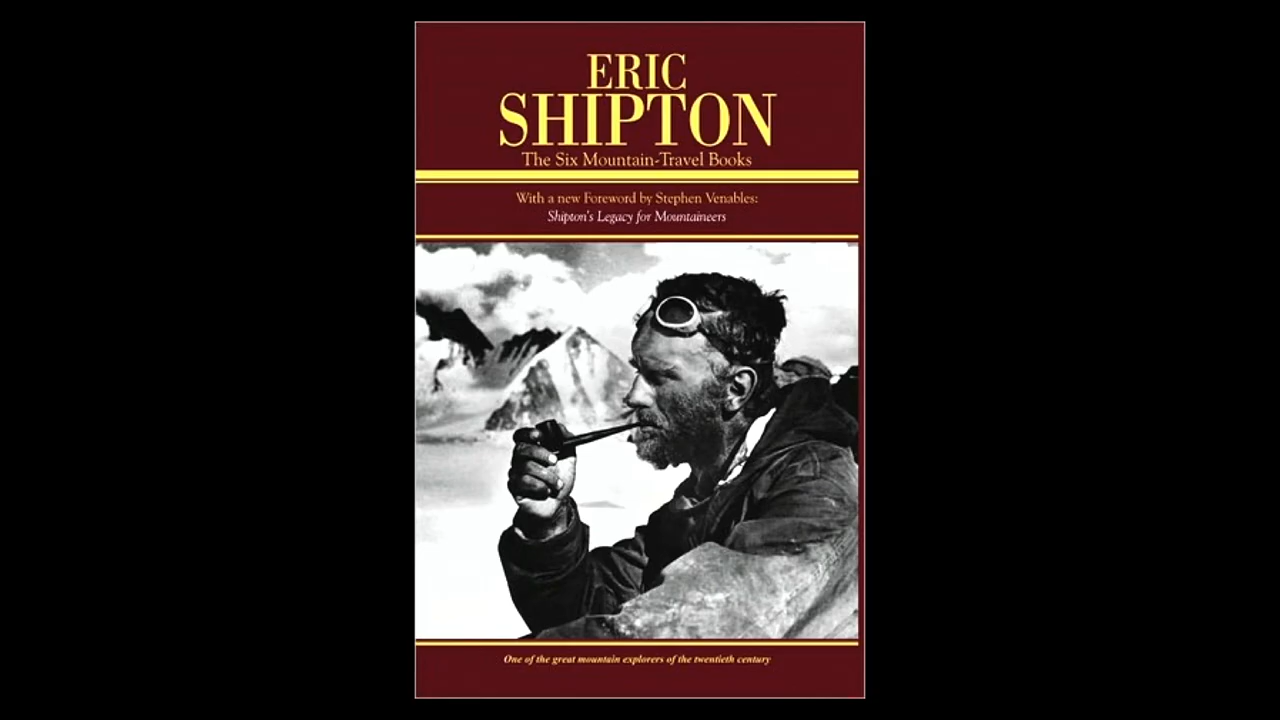 ERIC
SHIPTON
The Six Mountain-Travel Books
With a new Foreword by Stephen Venables:
Shipton's Legacy for Mountaineers
One of the great mountain explorers of the twentieth century